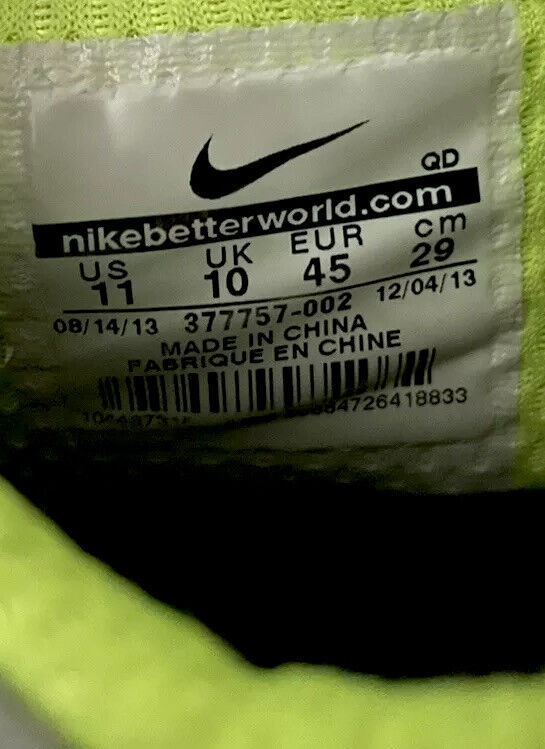 QD
nikebetterworld.com
US UK EUR cm
11 10 45 29
08/14/13 377757-002 12/04/13
MADE IN CHINA
FABRIQUE EN CHINE